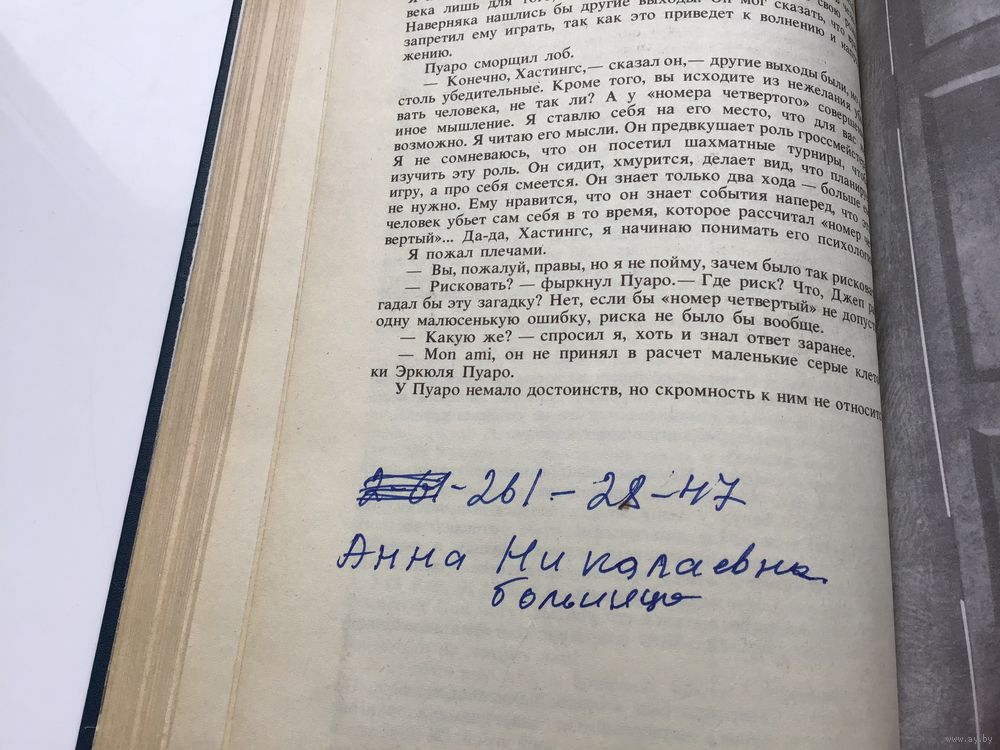 века лишь для того,
Наверняка нашлись бы другие выходы. Он мог сказать, что
запретил ему играть, так как это приведет к волнению и
жению.
Пуаро сморщил лоб.
— Конечно, Хастингс,— сказал он,— другие выходы были, но
столь убедительные. Кроме того, вы исходите из нежелания
вать человека, не так ли? А у «номера четвертого»
иное мышление. Я ставлю себя на его место, что для вас
возможно. Я читаю его мысли. Он предвкушает роль
Я не сомневаюсь, что он посетил шахматные турниры,
изучить эту роль. Он сидит, хмурится, делает вид, что
игру, а про себя смеется. Он знает только два хода — больше
не нужно. Ему нравится, что он знает события наперед, что
человек убьет сам себя в то время, которое рассчитал «номер
вертый»... Да-да, Хастингс, я начинаю понимать его
Я пожал плечами.
— Вы, пожалуй, правы, но я не пойму, зачем было так
— Рисковать? — фыркнул Пуаро.— Где риск? Что, Джеп
гадал бы эту загадку? Нет, если бы «номер четвертый» не
одну малюсенькую ошибку, риска не было бы вообще.
— Какую же? — спросил я, хоть и знал ответ заранее.
— Mon ami, он не принял в расчет маленькие серые
ки Эркюля Пуаро.
У Пуаро немало достоинств, но скромность к ним не
-261-28-47
Анна Николаевна
больница
www.ay.by